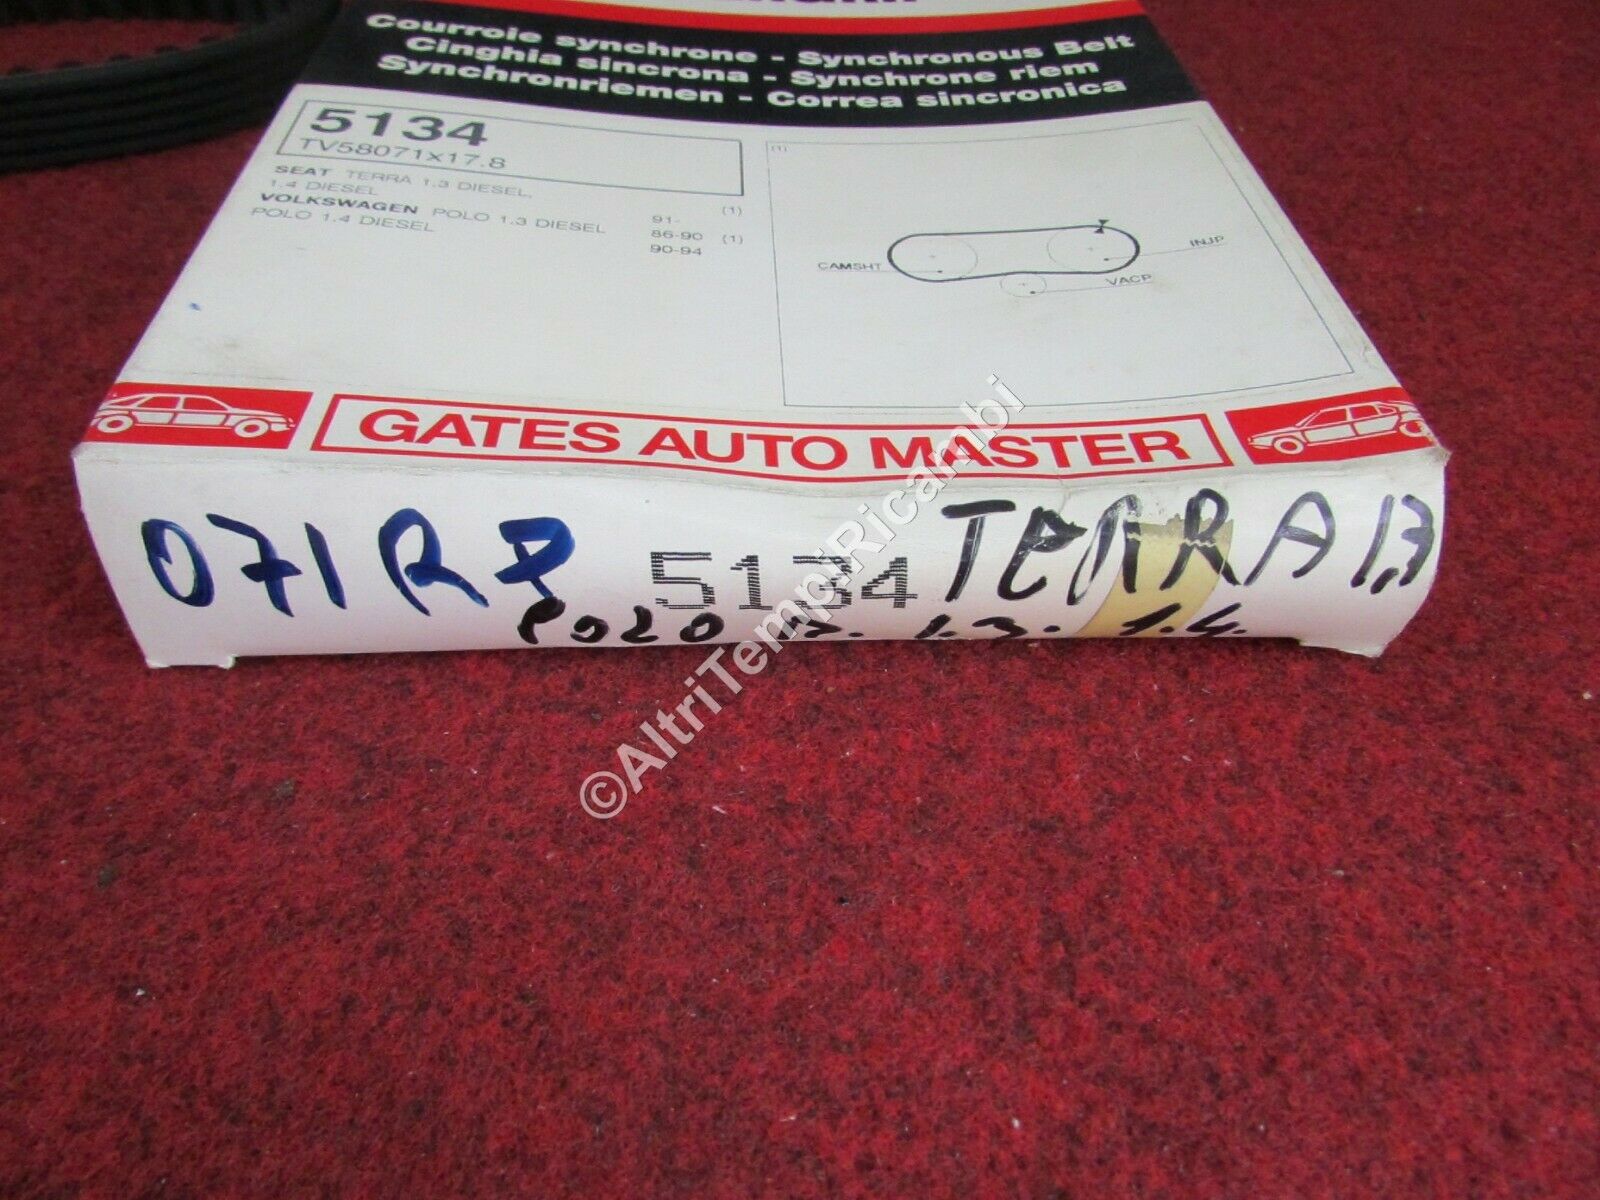 Courroie synchrone - Synchronous Belt
Cinghia sincrona - Synchrone riem
Synchronriemen - Correa sincronica
5134
TV58071x17.8
SEAT TERRA 1.3 DIESEL,
1.4 DIESEL 91- (1)
VOLKSWAGEN POLO 1.3 DIESEL 86-90 (1)
POLO 1.4 DIESEL 90-94
(1)
CAMSHT
INJP
VACP
GATES AUTO MASTER
071R7
5134
TERRA 1,3
POLO 1.3. 1.4.
©AltriTempiRicambi